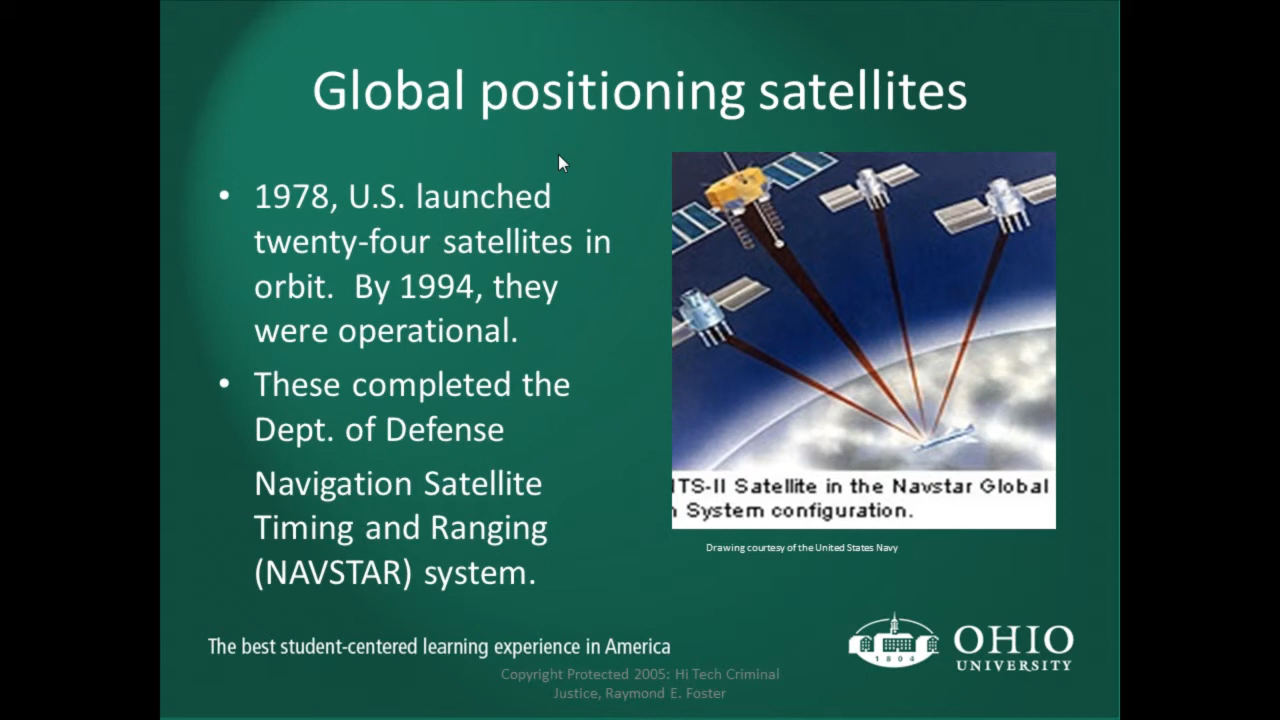 Global positioning satellites
• 1978, U.S. launched
twenty-four satellites in
orbit.  By 1994, they
were operational.
• These completed the
Dept. of Defense
Navigation Satellite
Timing and Ranging
(NAVSTAR) system.
TS-II Satellite in the Navstar Global
System configuration.
Drawing courtesy of the United States Navy
The best student-centered learning experience in America
1804
OHIO
UNIVERSITY
Copyright Protected 2005: Hi Tech Criminal
Justice, Raymond E. Foster